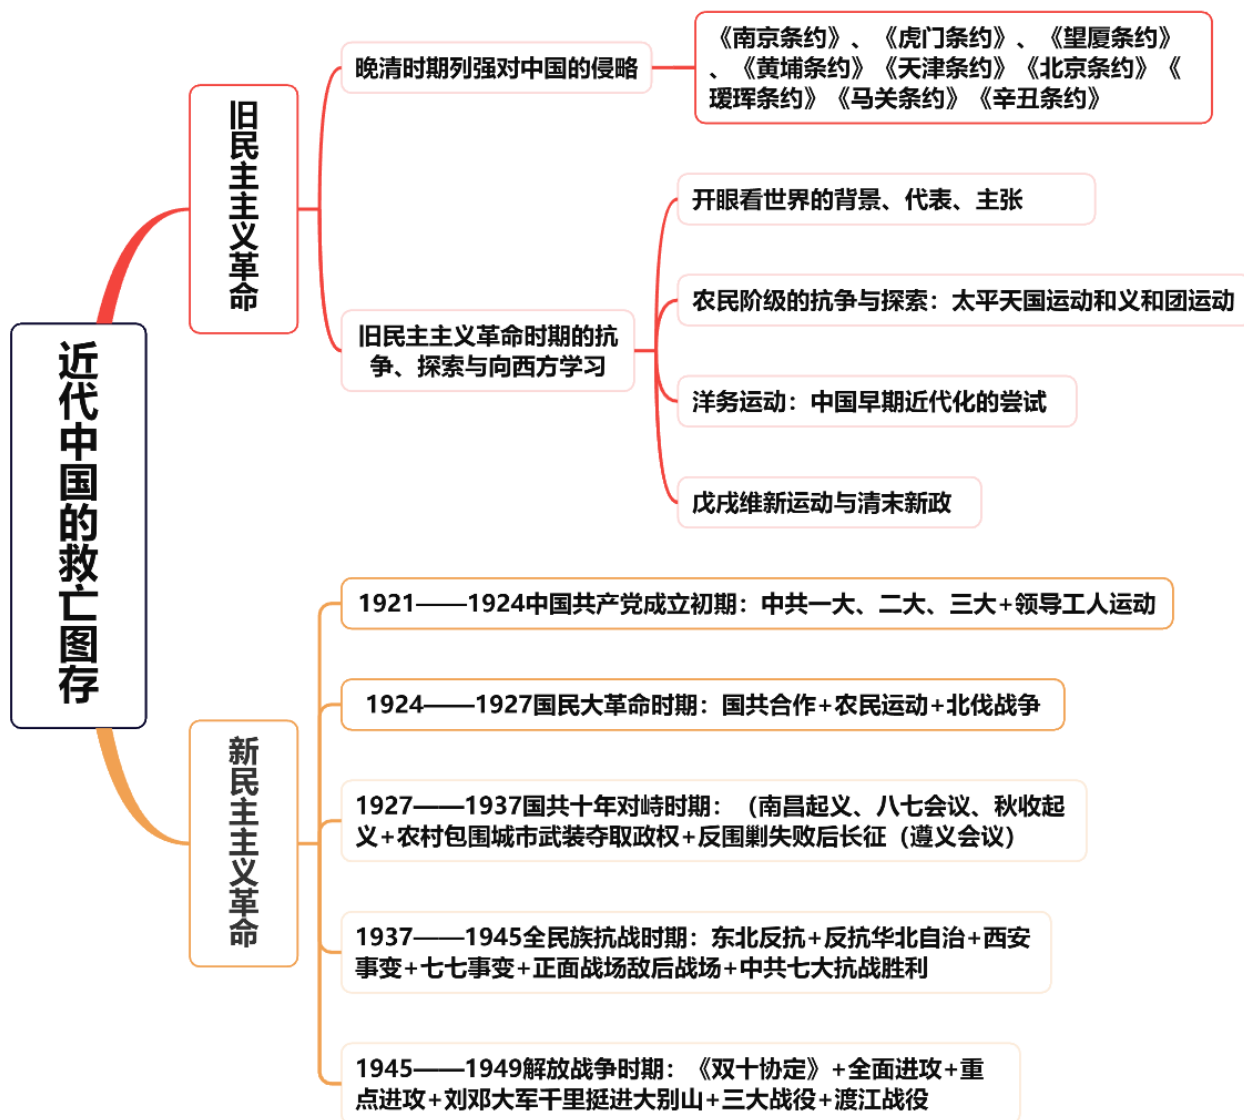 近代中国的救亡图存
旧民主主义革命
晚清时期列强对中国的侵略
《南京条约》、《虎门条约》、《望厦条约》
、《黄埔条约》《天津条约》《北京条约》《
瑷珲条约》《马关条约》《辛丑条约》
旧民主主义革命时期的抗
争、探索与向西方学习
开眼看世界的背景、代表、主张
农民阶级的抗争与探索：太平天国运动和义和团运动
洋务运动：中国早期近代化的尝试
戊戌维新运动与清末新政
新民主主义革命
1921——1924中国共产党成立初期：中共一大、二大、三大+领导工人运动
1924——1927国民大革命时期：国共合作+农民运动+北伐战争
1927——1937国共十年对峙时期：（南昌起义、八七会议、秋收起
义+农村包围城市武装夺取政权+反围剿失败后长征（遵义会议）
1937——1945全民族抗战时期：东北反抗+反抗华北自治+西安
事变+七七事变+正面战场敌后战场+中共七大抗战胜利
1945——1949解放战争时期：《双十协定》+全面进攻+重
点进攻+刘邓大军千里挺进大别山+三大战役+渡江战役